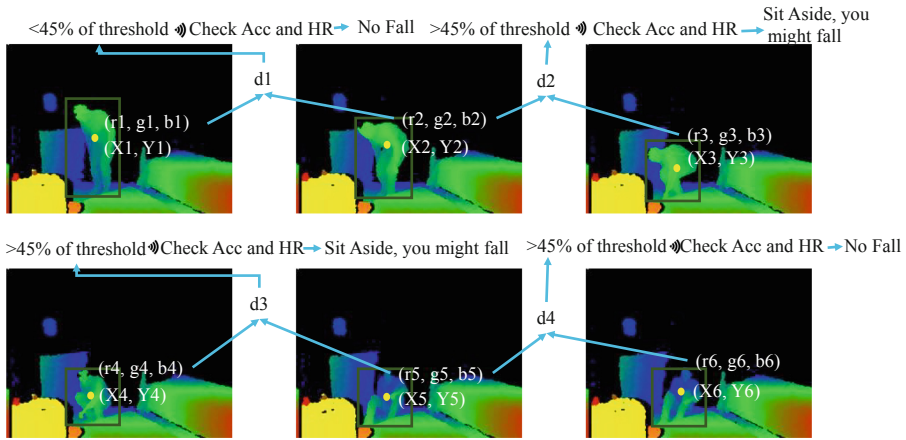 <45% of threshold Check Acc and HR No Fall
>45% of threshold Check Acc and HR Sit Aside, you
might fall
d1
d2
(r1, g1, b1)
(X1, Y1)
(r2, g2, b2)
(X2, Y2)
(r3, g3, b3)
(X3, Y3)
>45% of threshold Check Acc and HR Sit Aside, you might fall
>45% of threshold Check Acc and HR No Fall
d3
d4
(r4, g4, b4)
(X4, Y4)
(r5, g5, b5)
(X5, Y5)
(r6, g6, b6)
(X6, Y6)